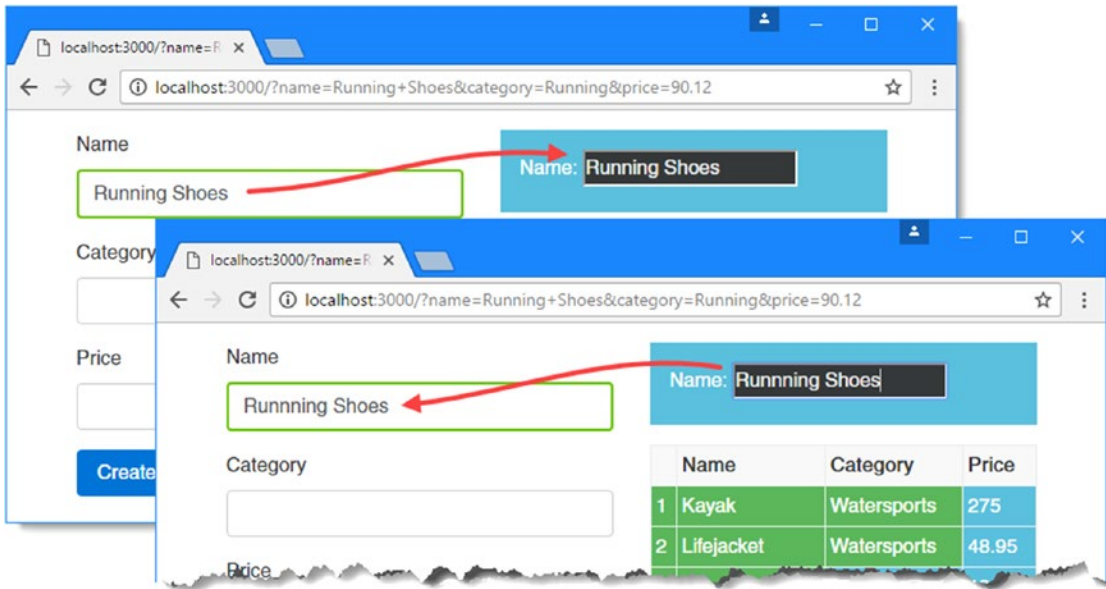 localhost:3000/?name=R
localhost:3000/?name=Running+Shoes&category=Running&price=90.12
Name
Running Shoes
Name: Running Shoes
Category
Price
Create
localhost:3000/?name=R
localhost:3000/?name=Running+Shoes&category=Running&price=90.12
Name
Runnning Shoes
Name: Runnning Shoes
Category
Price
Name Category Price
1 Kayak Watersports 275
2 Lifejacket Watersports 48.95